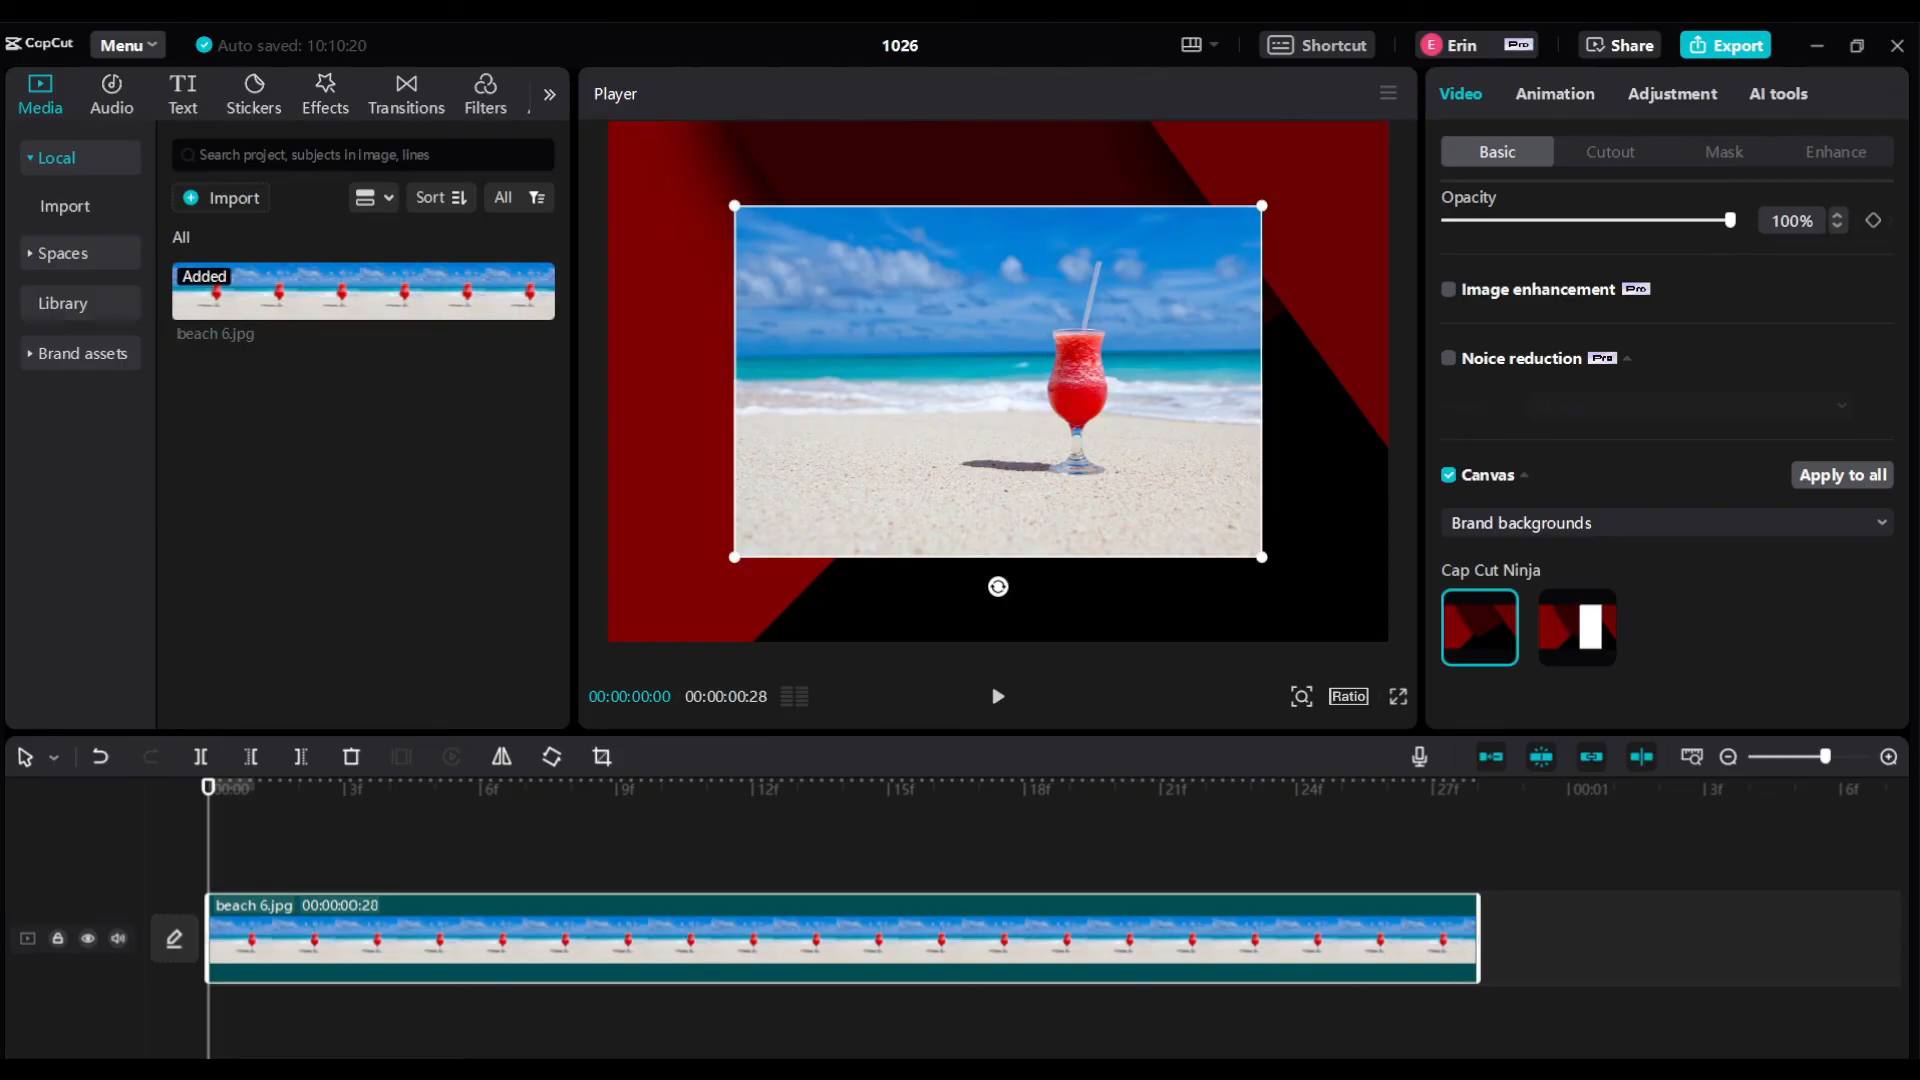 CapCut
Menu
Auto saved: 10:10:20
1026
Shortcut
E
Erin
Pro
Share
Export
Media
Audio
TI
Text
Stickers
Effects
Transitions
Filters
Player
Video
Animation
Adjustment
AI tools
Local
Import
Spaces
Library
Brand assets
Search project, subjects in image, lines
Import
Sort
All
All
Added
beach 6.jpg
00:00:00:00
00:00:00:28
Ratio
Basic
Cutout
Mask
Enhance
Opacity
100%
Image enhancement
Pro
Noice reduction
Pro
Canvas
Apply to all
Brand backgrounds
Cap Cut Ninja
00:00
3f
6f
9f
12f
15f
18f
21f
24f
27f
00:01
3f
6f
beach 6.jpg 00:00:00:28